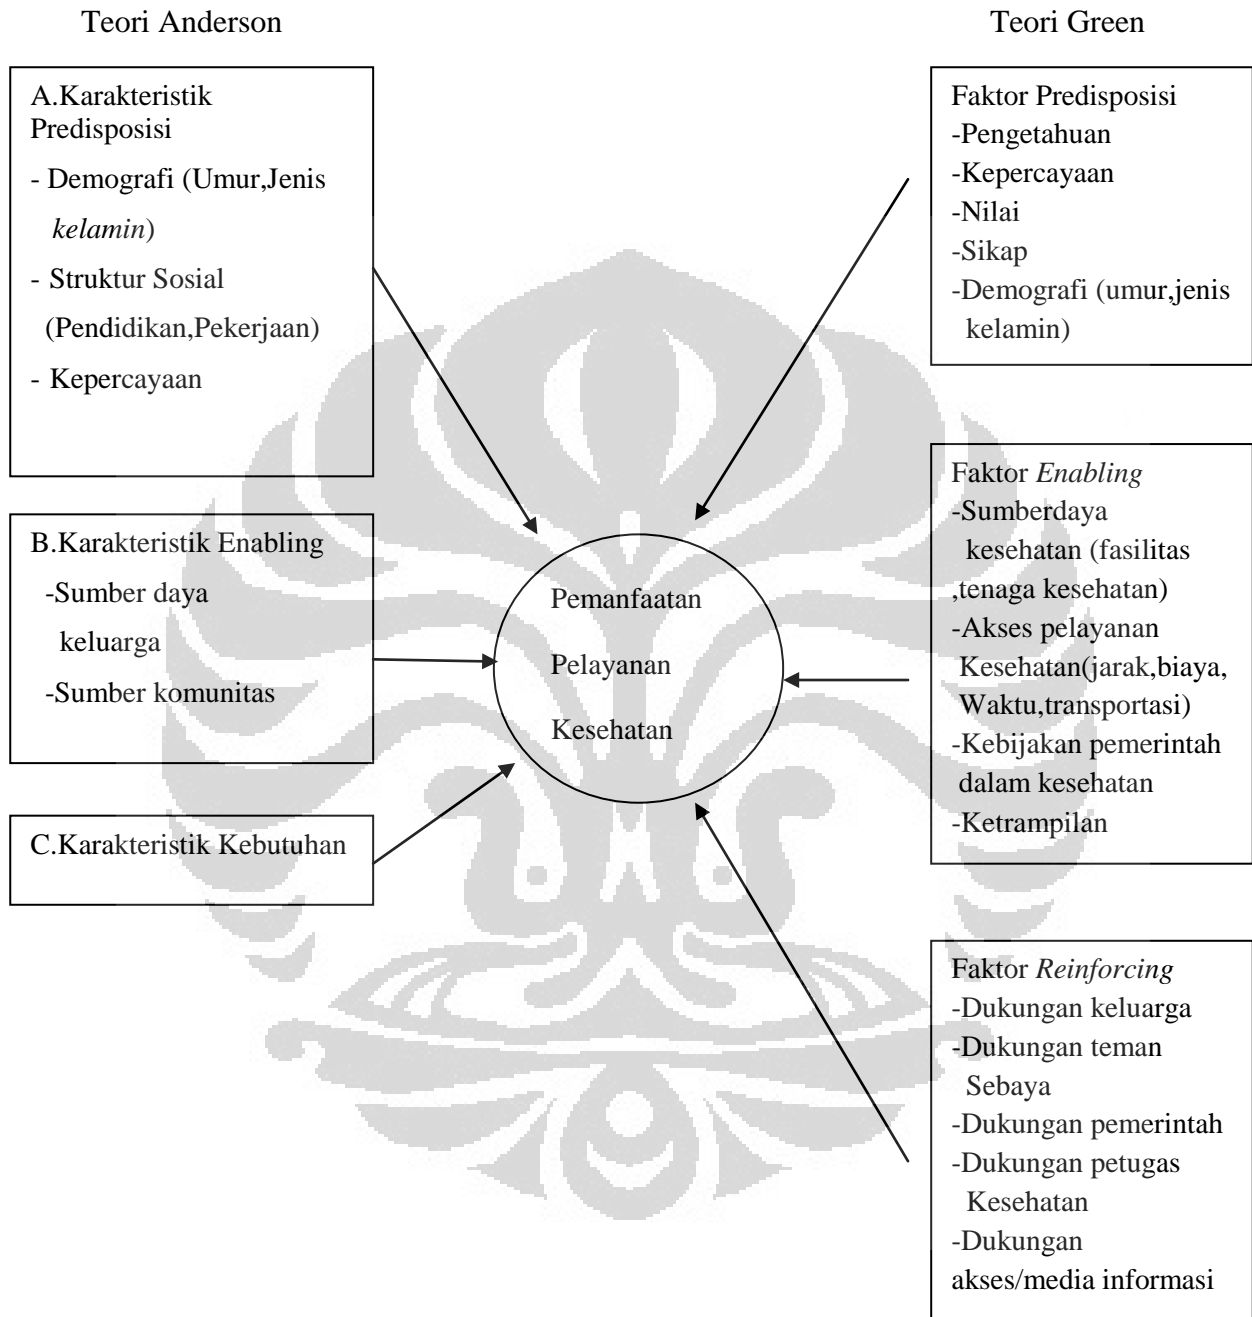 Teori Anderson
Teori Green
A.Karakteristik
Predisposisi
- Demografi (Umur,Jenis
kelamin)
- Struktur Sosial
(Pendidikan,Pekerjaan)
- Kepercayaan
B.Karakteristik Enabling
-Sumber daya
keluarga
-Sumber komunitas
C.Karakteristik Kebutuhan
Pemanfaatan
Pelayanan
Kesehatan
Faktor Predisposisi
-Pengetahuan
-Kepercayaan
-Nilai
-Sikap
-Demografi (umur,jenis
kelamin)
Faktor Enabling
-Sumberdaya
kesehatan (fasilitas
,tenaga kesehatan)
-Akses pelayanan
Kesehatan(jarak,biaya,
Waktu,transportasi)
-Kebijakan pemerintah
dalam kesehatan
-Ketrampilan
Faktor Reinforcing
-Dukungan keluarga
-Dukungan teman
Sebaya
-Dukungan pemerintah
-Dukungan petugas
Kesehatan
-Dukungan
akses/media informasi